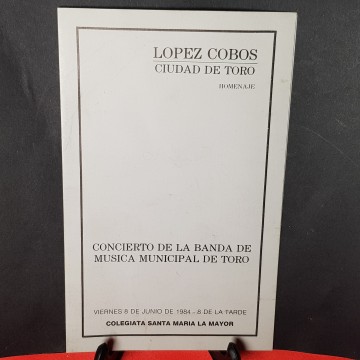 LOPEZ COBOS
CIUDAD DE TORO
HOMENAJE
CONCIERTO DE LA BANDA DE
MUSICA MUNICIPAL DE TORO
VIERNES 8 DE JUNIO DE 1984 - 8 DE LA TARDE
COLEGIATA SANTA MARIA LA MAYOR